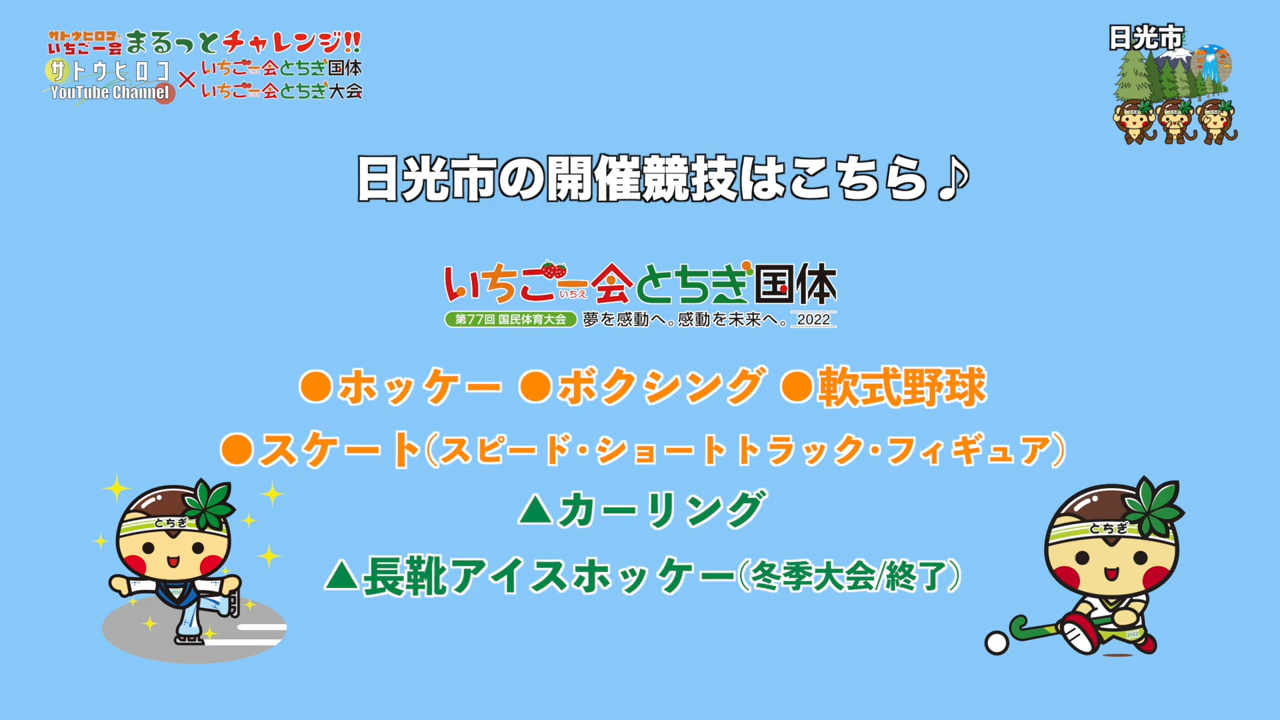 サトウヒロコの
いちご一会 まるっとチャレンジ!!
サトウヒロコ
YouTube Channel
×
いちご一会とちぎ国体
いちご一会とちぎ大会
日光市
日光市の開催競技はこちら♪
いちご一会とちぎ国体
いちえ
第77回 国民体育大会 夢を感動へ。感動を未来へ。 2022
●ホッケー ●ボクシング ●軟式野球
●スケート(スピード・ショートトラック・フィギュア)
▲カーリング
▲長靴アイスホッケー(冬季大会/終了)
とちぎ
とちぎ